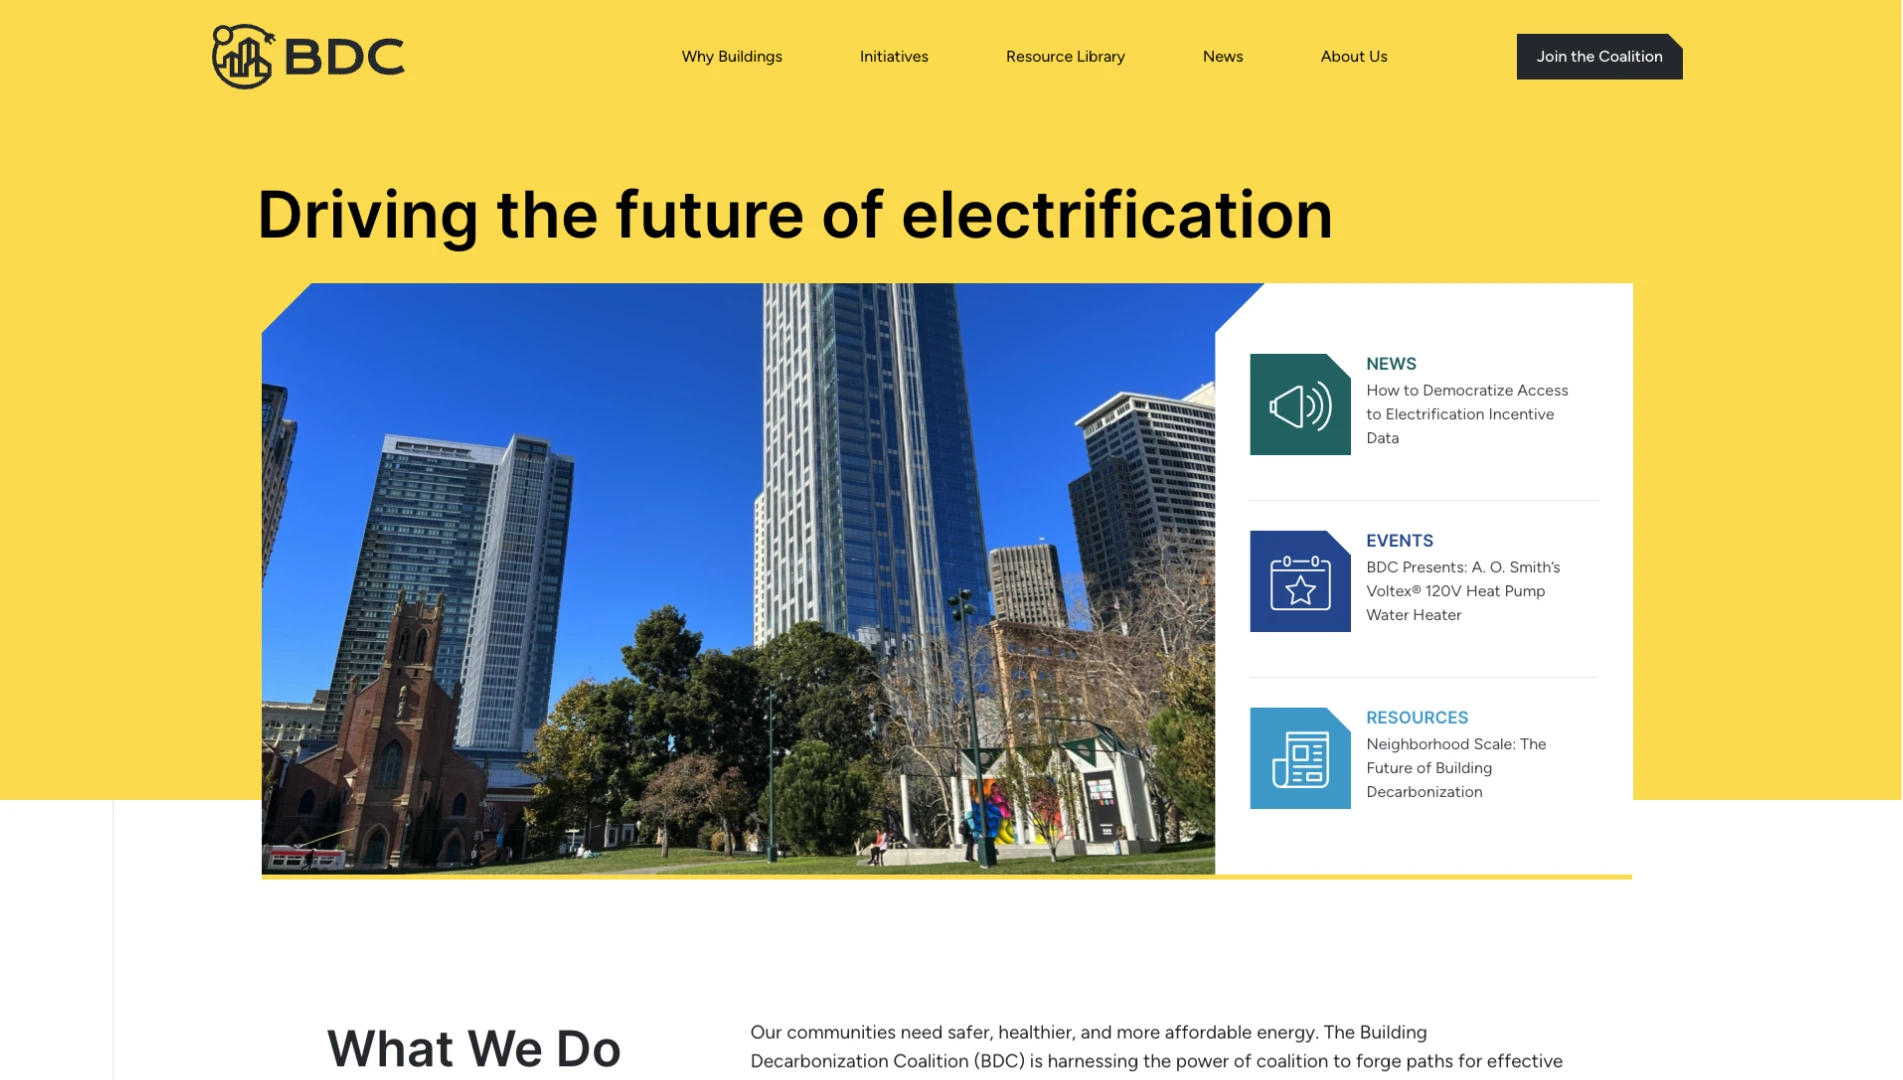 BDC
Why Buildings
Initiatives
Resource Library
News
About Us
Join the Coalition
Driving the future of electrification
NEWS
How to Democratize Access
to Electrification Incentive
Data
EVENTS
BDC Presents: A. O. Smith's
Voltex® 120V Heat Pump
Water Heater
RESOURCES
Neighborhood Scale: The
Future of Building
Decarbonization
What We Do
Our communities need safer, healthier, and more affordable energy. The Building
Decarbonization Coalition (BDC) is harnessing the power of coalition to forge paths for effective